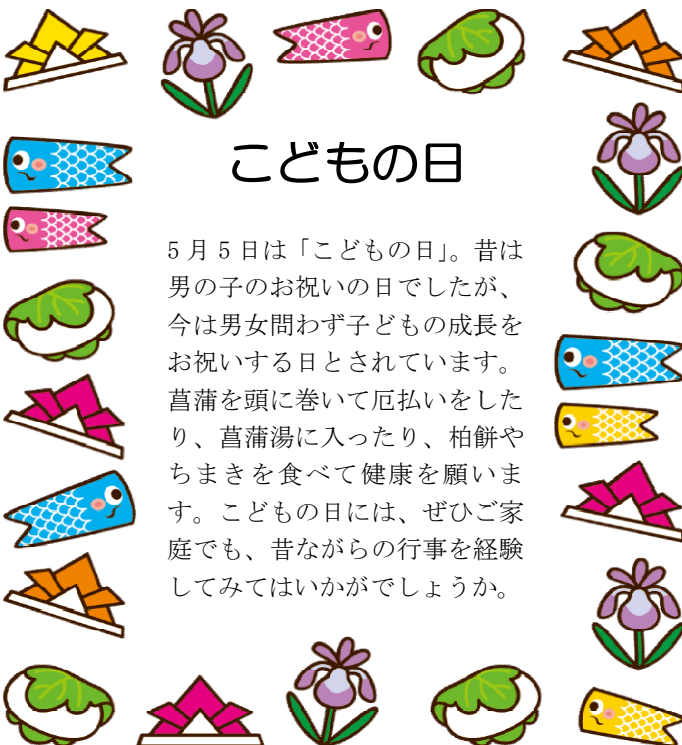 こどもの日
5月5日は「こどもの日」。昔は
男の子のお祝いの日でしたが、
今は男女問わず子どもの成長を
お祝いする日とされています。
菖蒲を頭に巻いて厄払いをした
り、菖蒲湯に入ったり、柏餅や
ちまきを食べて健康を願いま
す。こどもの日には、ぜひご家
庭でも、昔ながらの行事を経験
してみてはいかがでしょうか。